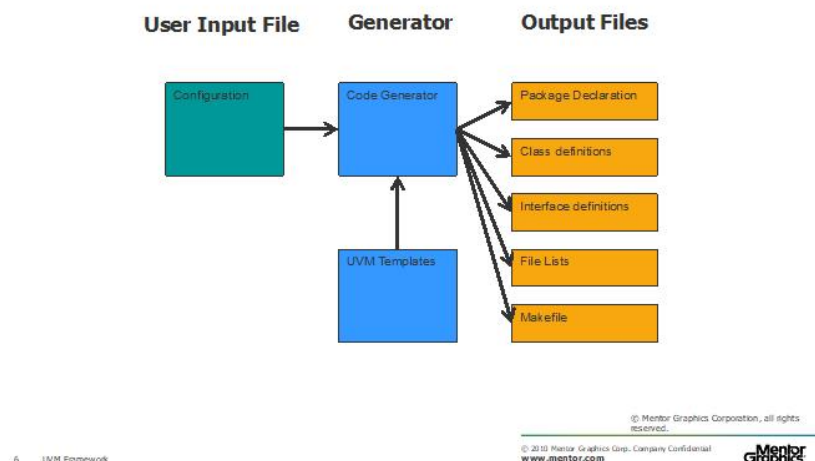 User Input File
Generator
Output Files
Configuration
Code Generator
Package Declaration
Class definitions
Interface definitions
UVM Templates
File Lists
Makefile
© Mentor Graphics Corporation, all rights
reserved.
6 UVM Framework
© 2010 Mentor Graphics Corp. Company Confidential
www.mentor.com
Mentor
Graphics